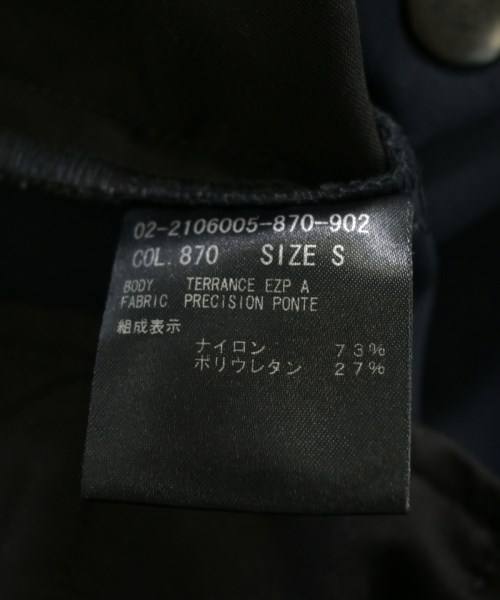 02-2106005-870-902
COL. 870 SIZE S
BODY TERRANCE EZP A
FABRIC PRECISION PONTE
組成表示
ナイロン 73%
ポリウレタン 27%